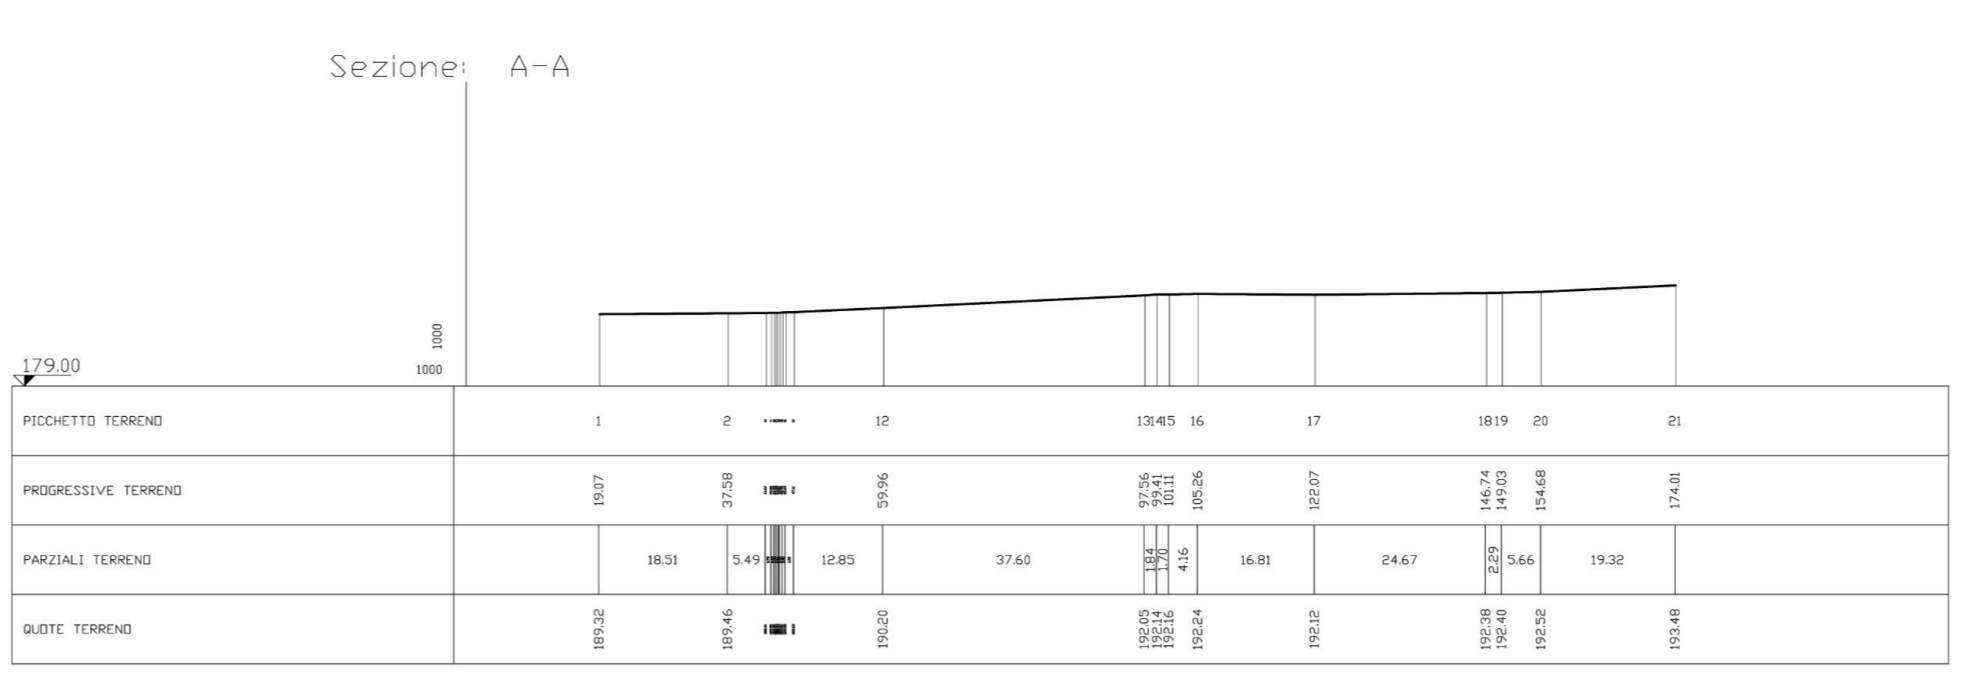 Sezione: A-A
1000
179.00
1000
PICCHETTO TERRENO 1 2 12 13 14 15 16 17 18 19 20 21
PROGRESSIVE TERRENO 19.07 37.58 59.96 97.56 99.41 101.11 105.26 122.07 146.74 149.03 154.68 174.01
PARZIALI TERRENO 18.51 5.49 12.85 37.60 1.84 1.70 4.16 16.81 24.67 2.29 5.66 19.32
QUOTE TERRENO 189.32 189.46 190.20 192.05 192.14 192.16 192.24 192.12 192.38 192.40 192.52 193.48